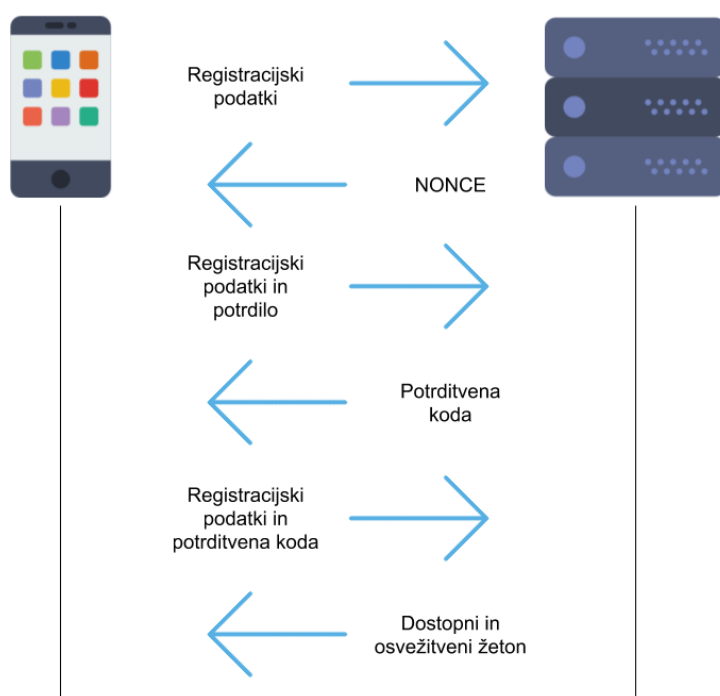 Registracijski
podatki
NONCE
Registracijski
podatki in
potrdilo
Potrditvena
koda
Registracijski
podatki in
potrditvena koda
Dostopni in
osvežitveni žeton